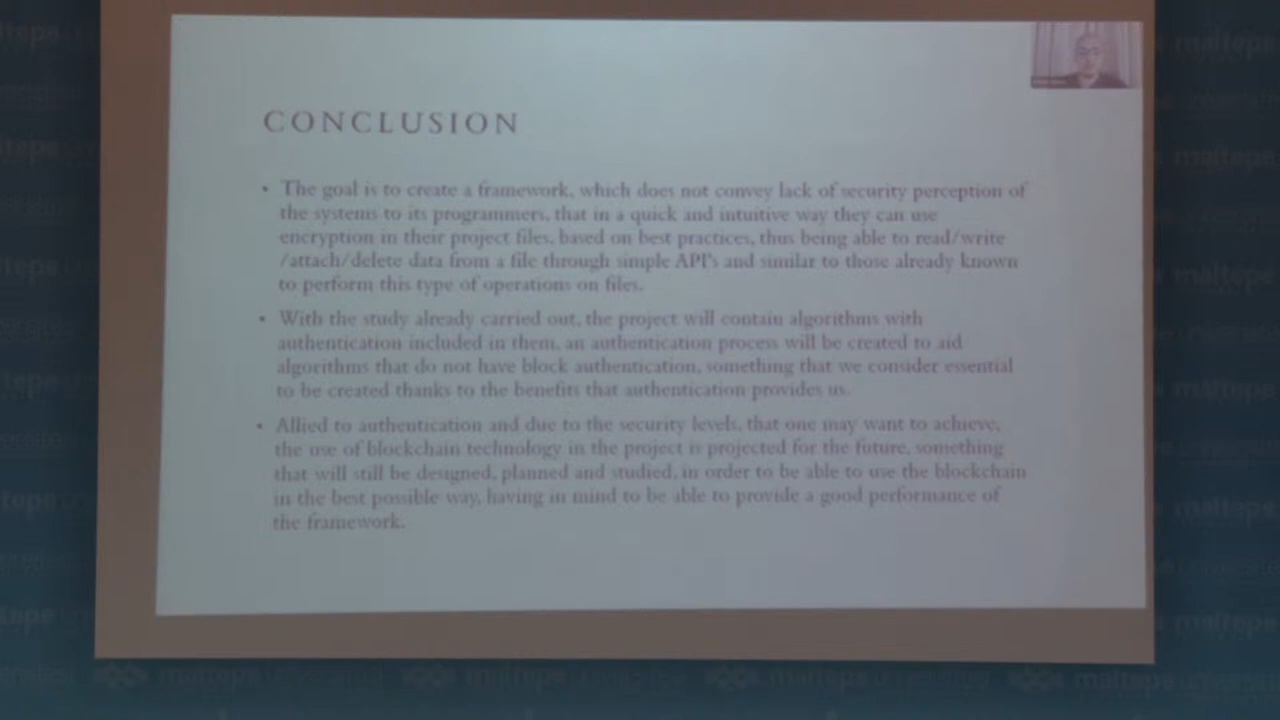 CONCLUSION
• The goal is to create a framework, which does not convey lack of security perception of
the systems to its programmers, that in a quick and intuitive way they can use
encryption in their project files, based on best practices, thus being able to read/write
/attach/delete data from a file through simple API's and similar to those already known
to perform this type of operations on files.
• With the study already carried out, the project will contain algorithms with
authentication included in them, an authentication process will be created to aid
algorithms that do not have block authentication, something that we consider essential
to be created thanks to the benefits that authentication provides us.
• Allied to authentication and due to the security levels, that one may want to achieve,
the use of blockchain technology in the project is projected for the future, something
that will still be designed, planned and studied, in order to be able to use the blockchain
in the best possible way, having in mind to be able to provide a good performance of
the framework.
maltepe
maltepe
maltepe
maltepe